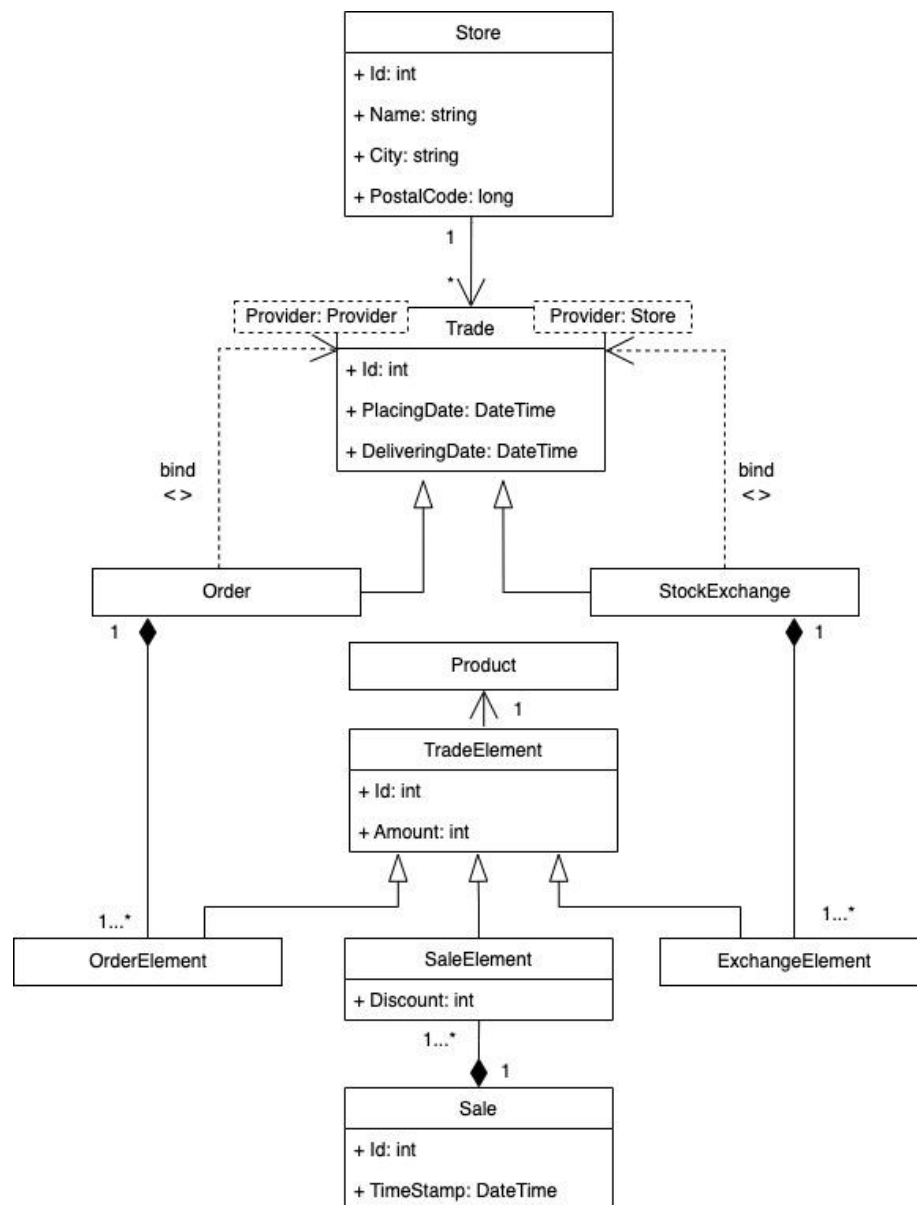 Store
+ Id: int
+ Name: string
+ City: string
+ PostalCode: long
1
*
Provider: Provider
Provider: Store
Trade
+ Id: int
+ PlacingDate: DateTime
+ DeliveringDate: DateTime
bind
< >
bind
< >
Order
StockExchange
1
1
Product
1
TradeElement
+ Id: int
+ Amount: int
1...*
1...*
OrderElement
SaleElement
ExchangeElement
+ Discount: int
1...*
1
Sale
+ Id: int
+ TimeStamp: DateTime